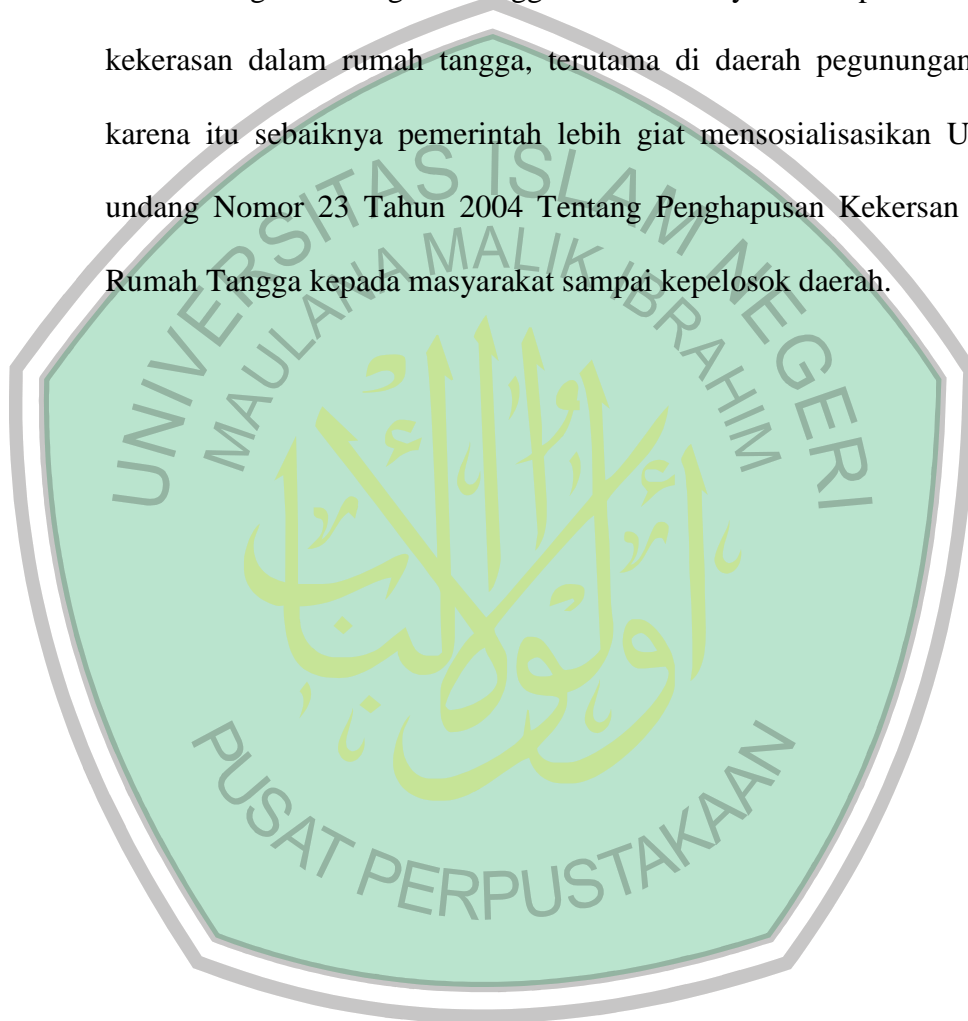 kekerasan dalam rumah tangga, terutama di daerah pegunungan
karena itu sebaiknya pemerintah lebih giat mensosialisasikan U
undang Nomor 23 Tahun 2004 Tentang Penghapusan Kekersan
Rumah Tangga kepada masyarakat sampai kepelosok daerah.
UNIVERSITAS ISLAM NEGERI
MAULANA MALIK IBRAHIM
أولوا الألباب
PUSAT PERPUSTAKAAN